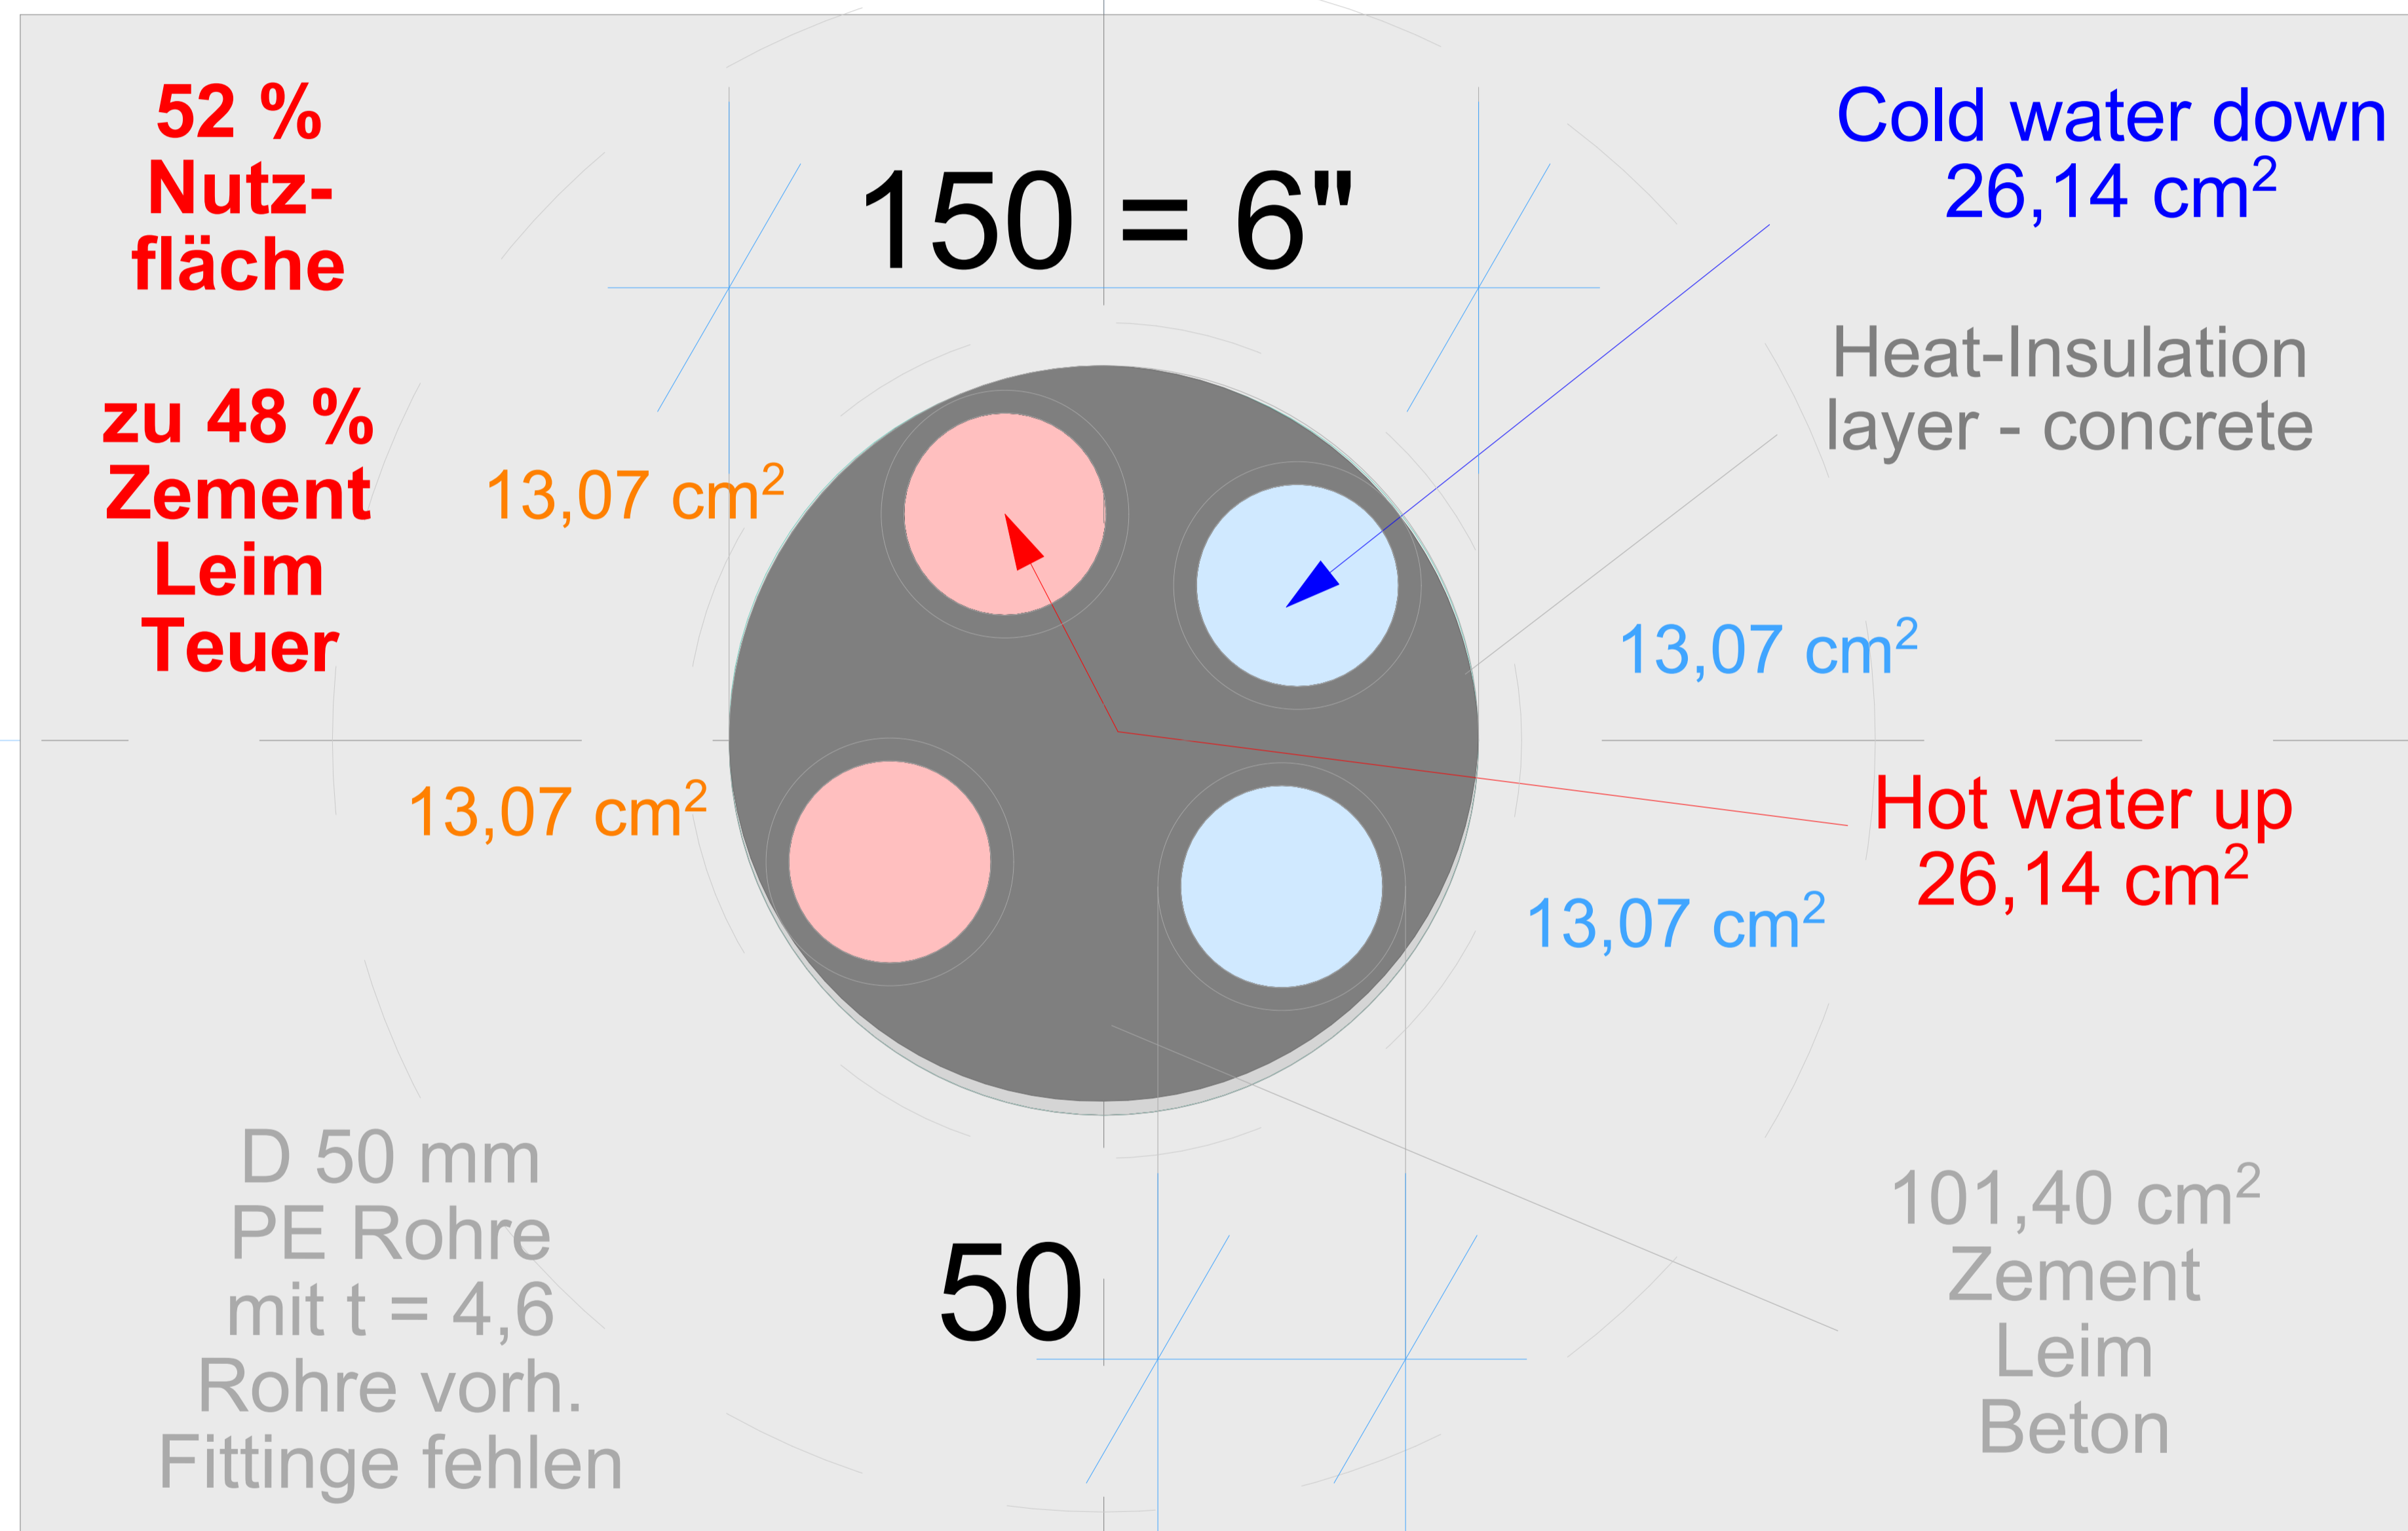 52 %
Nutz-
fläche
zu 48 %
Zement
Leim
Teuer
150 = 6"
Cold water down
26,14 cm²
Heat-Insulation
layer - concrete
13,07 cm²
13,07 cm²
13,07 cm²
Hot water up
26,14 cm²
13,07 cm²
D 50 mm
PE Rohre
mit t = 4,6
Rohre vorh.
Fittinge fehlen
50
101,40 cm²
Zement
Leim
Beton